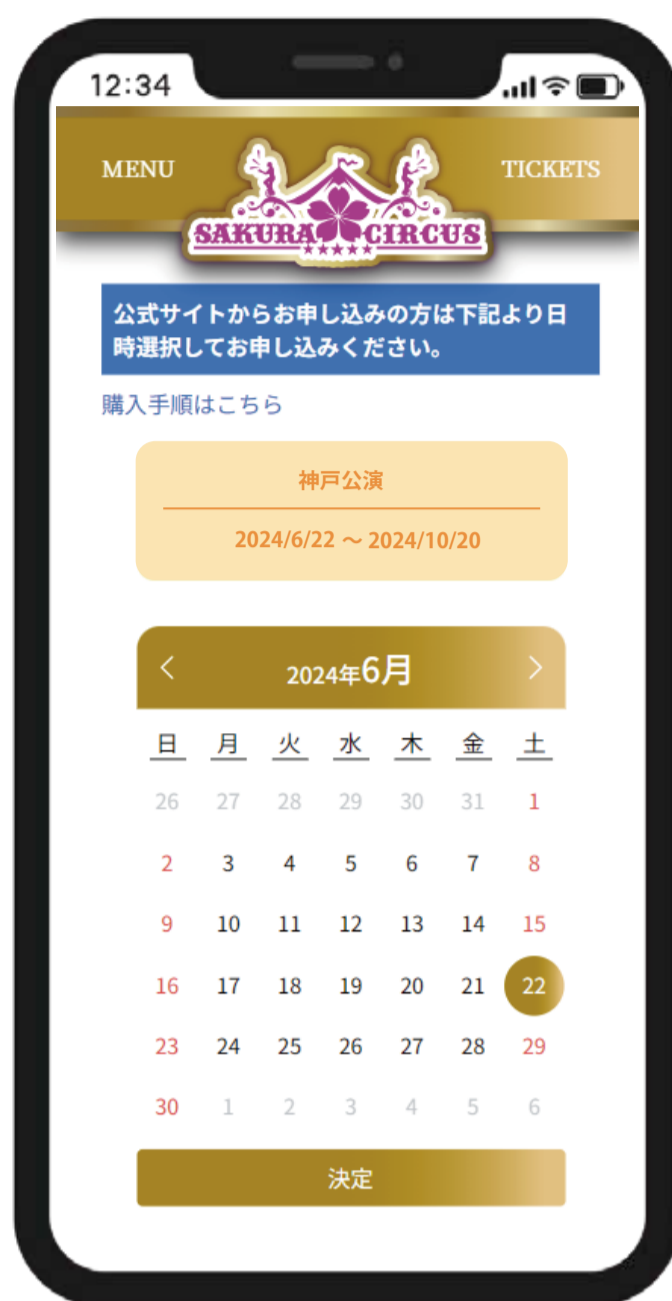 12:34
MENU
TICKETS
SAKURA CIRCUS
公式サイトからお申し込みの方は下記より日
時選択してお申し込みください。
購入手順はこちら
神戸公演
2024/6/22 ～ 2024/10/20
2024年6月
日 月 火 水 木 金 土
26 27 28 29 30 31 1
2 3 4 5 6 7 8
9 10 11 12 13 14 15
16 17 18 19 20 21 22
23 24 25 26 27 28 29
30 1 2 3 4 5 6
決定